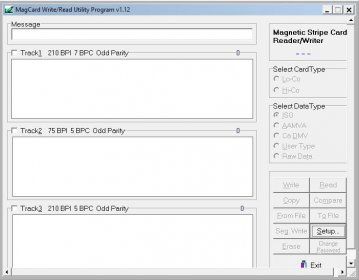 MagCard Write/Read Utility Program v1.12
Message
Magnetic Stripe Card
Reader/Writer
Track1 210 BPI 7 BPC Odd Parity 0
Select CardType
Lo-Co
Hi-Co
Select DataType
ISO
AAMVA
Ca DMV
User Type
Raw Data
Track2 75 BPI 5 BPC Odd Parity 0
Write Read
Copy Compare
From File To File
Seq. Write Setup...
Erase Change Password
Track3 210 BPI 5 BPC Odd Parity 0
Exit